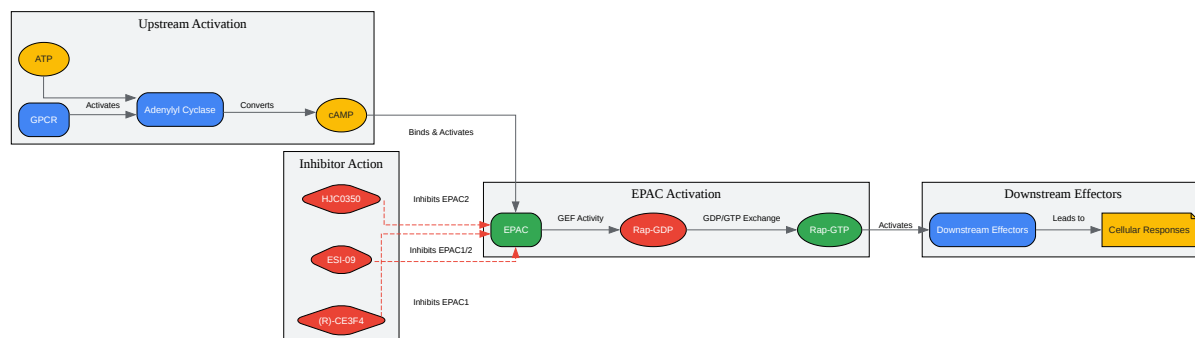 Upstream Activation
ATP
GPCR
Activates
Adenylyl Cyclase
Converts
cAMP
Binds & Activates
Inhibitor Action
HJC0350
Inhibits EPAC2
ESI-09
Inhibits EPAC1/2
(R)-CE3F4
Inhibits EPAC1
EPAC Activation
EPAC
GEF Activity
Rap-GDP
GDP/GTP Exchange
Rap-GTP
Activates
Downstream Effectors
Downstream Effectors
Leads to
Cellular Responses